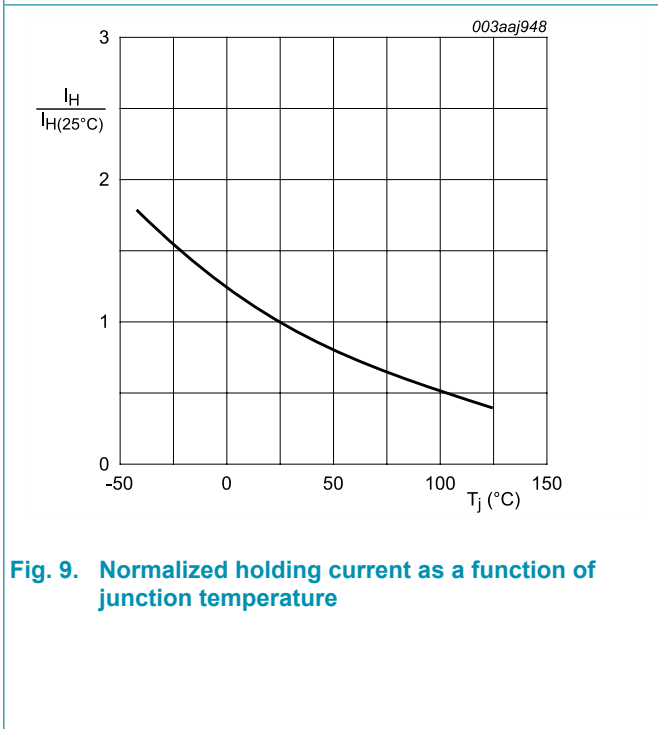 003aaj948
3
I_H
I_H(25°C)
2
1
0
-50 0 50 100 150
T_j (°C)
Fig. 9. Normalized holding current as a function of
junction temperature